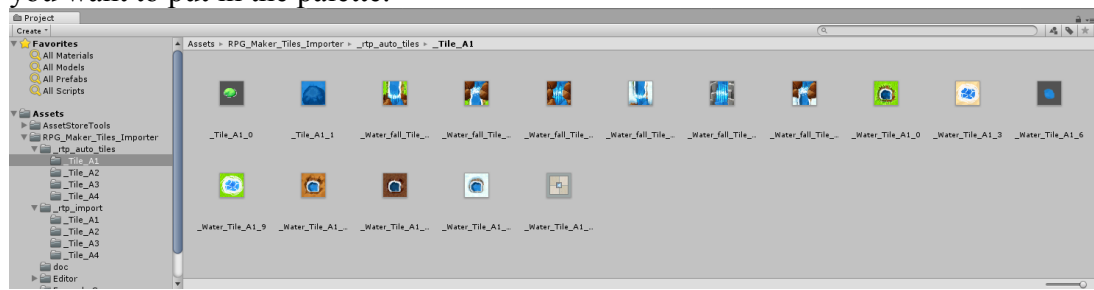 you want to put in the palette.
Project
Create
Favorites
All Materials
All Models
All Prefabs
All Scripts
Assets
AssetStoreTools
RPG_Maker_Tiles_Importer
_rtp_auto_tiles
_Tile_A1
_Tile_A2
_Tile_A3
_Tile_A4
_rtp_import
_Tile_A1
_Tile_A2
_Tile_A3
_Tile_A4
doc
Editor
Assets ▸ RPG_Maker_Tiles_Importer ▸ _rtp_auto_tiles ▸ _Tile_A1
_Tile_A1_0 _Tile_A1_1 _Water_fall_Tile_... _Water_fall_Tile_... _Water_fall_Tile_... _Water_fall_Tile_... _Water_fall_Tile_... _Water_fall_Tile_... _Water_Tile_A1_0 _Water_Tile_A1_3 _Water_Tile_A1_6
_Water_Tile_A1_9 _Water_Tile_A1_... _Water_Tile_A1_... _Water_Tile_A1_... _Water_Tile_A1_...